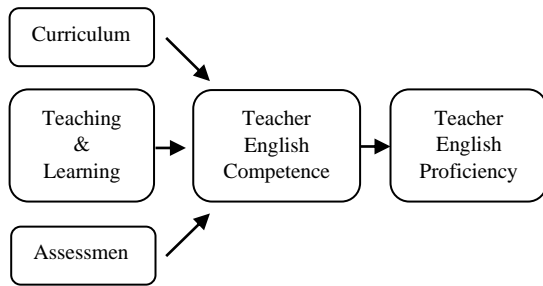 Curriculum
Teaching
&
Learning
Assessmen
Teacher
English
Competence
Teacher
English
Proficiency